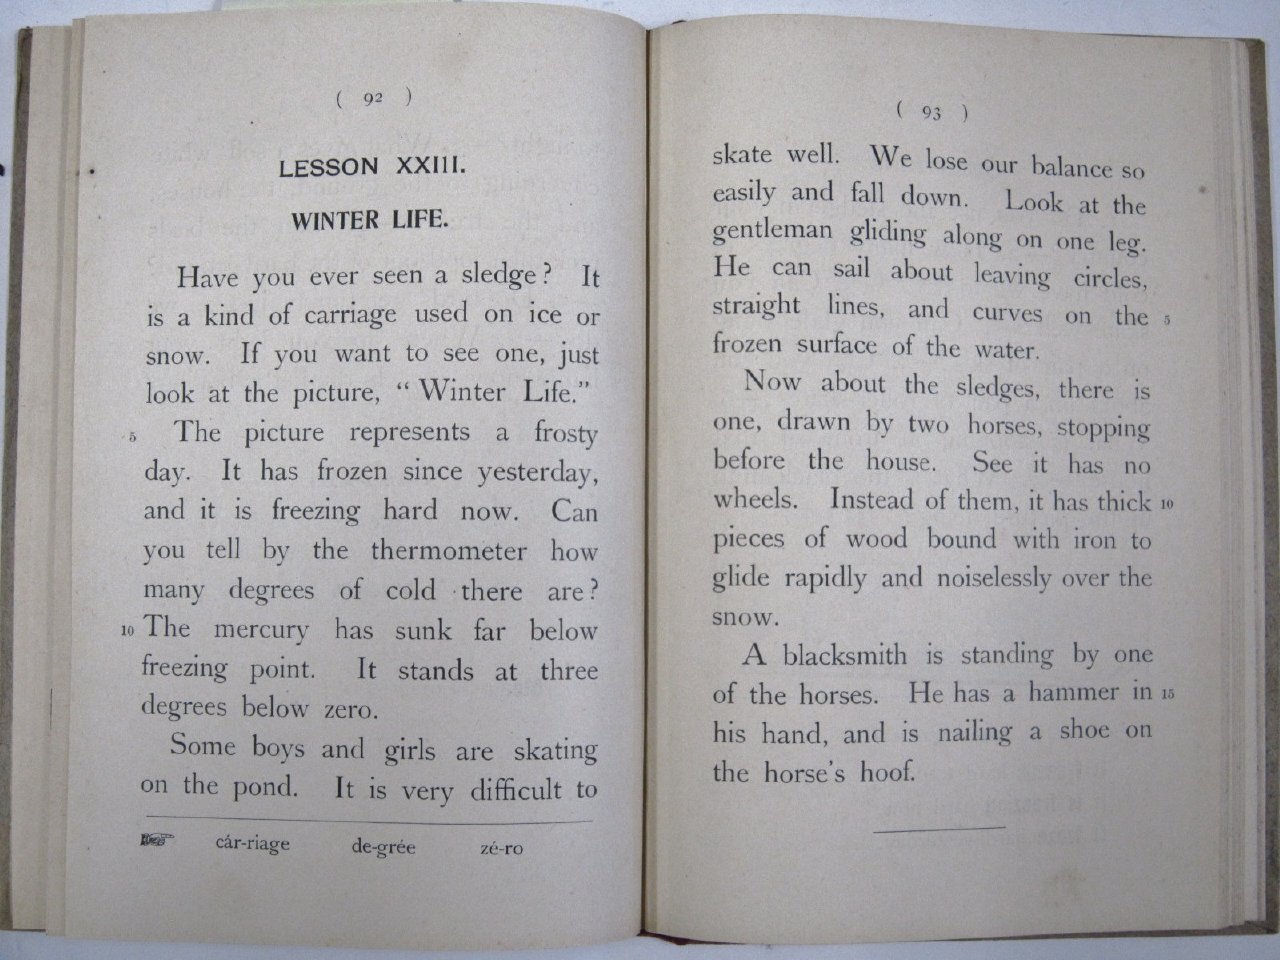 ( 92 )
LESSON XXIII.
WINTER LIFE.
Have you ever seen a sledge? It
is a kind of carriage used on ice or
snow. If you want to see one, just
look at the picture, “Winter Life.”
5 The picture represents a frosty
day. It has frozen since yesterday,
and it is freezing hard now. Can
you tell by the thermometer how
many degrees of cold there are?
10 The mercury has sunk far below
freezing point. It stands at three
degrees below zero.
Some boys and girls are skating
on the pond. It is very difficult to
☞ cár-riage de-grée zé-ro
( 93 )
skate well. We lose our balance so
easily and fall down. Look at the
gentleman gliding along on one leg.
He can sail about leaving circles,
straight lines, and curves on the 5
frozen surface of the water.
Now about the sledges, there is
one, drawn by two horses, stopping
before the house. See it has no
wheels. Instead of them, it has thick 10
pieces of wood bound with iron to
glide rapidly and noiselessly over the
snow.
A blacksmith is standing by one
of the horses. He has a hammer in 15
his hand, and is nailing a shoe on
the horse's hoof.